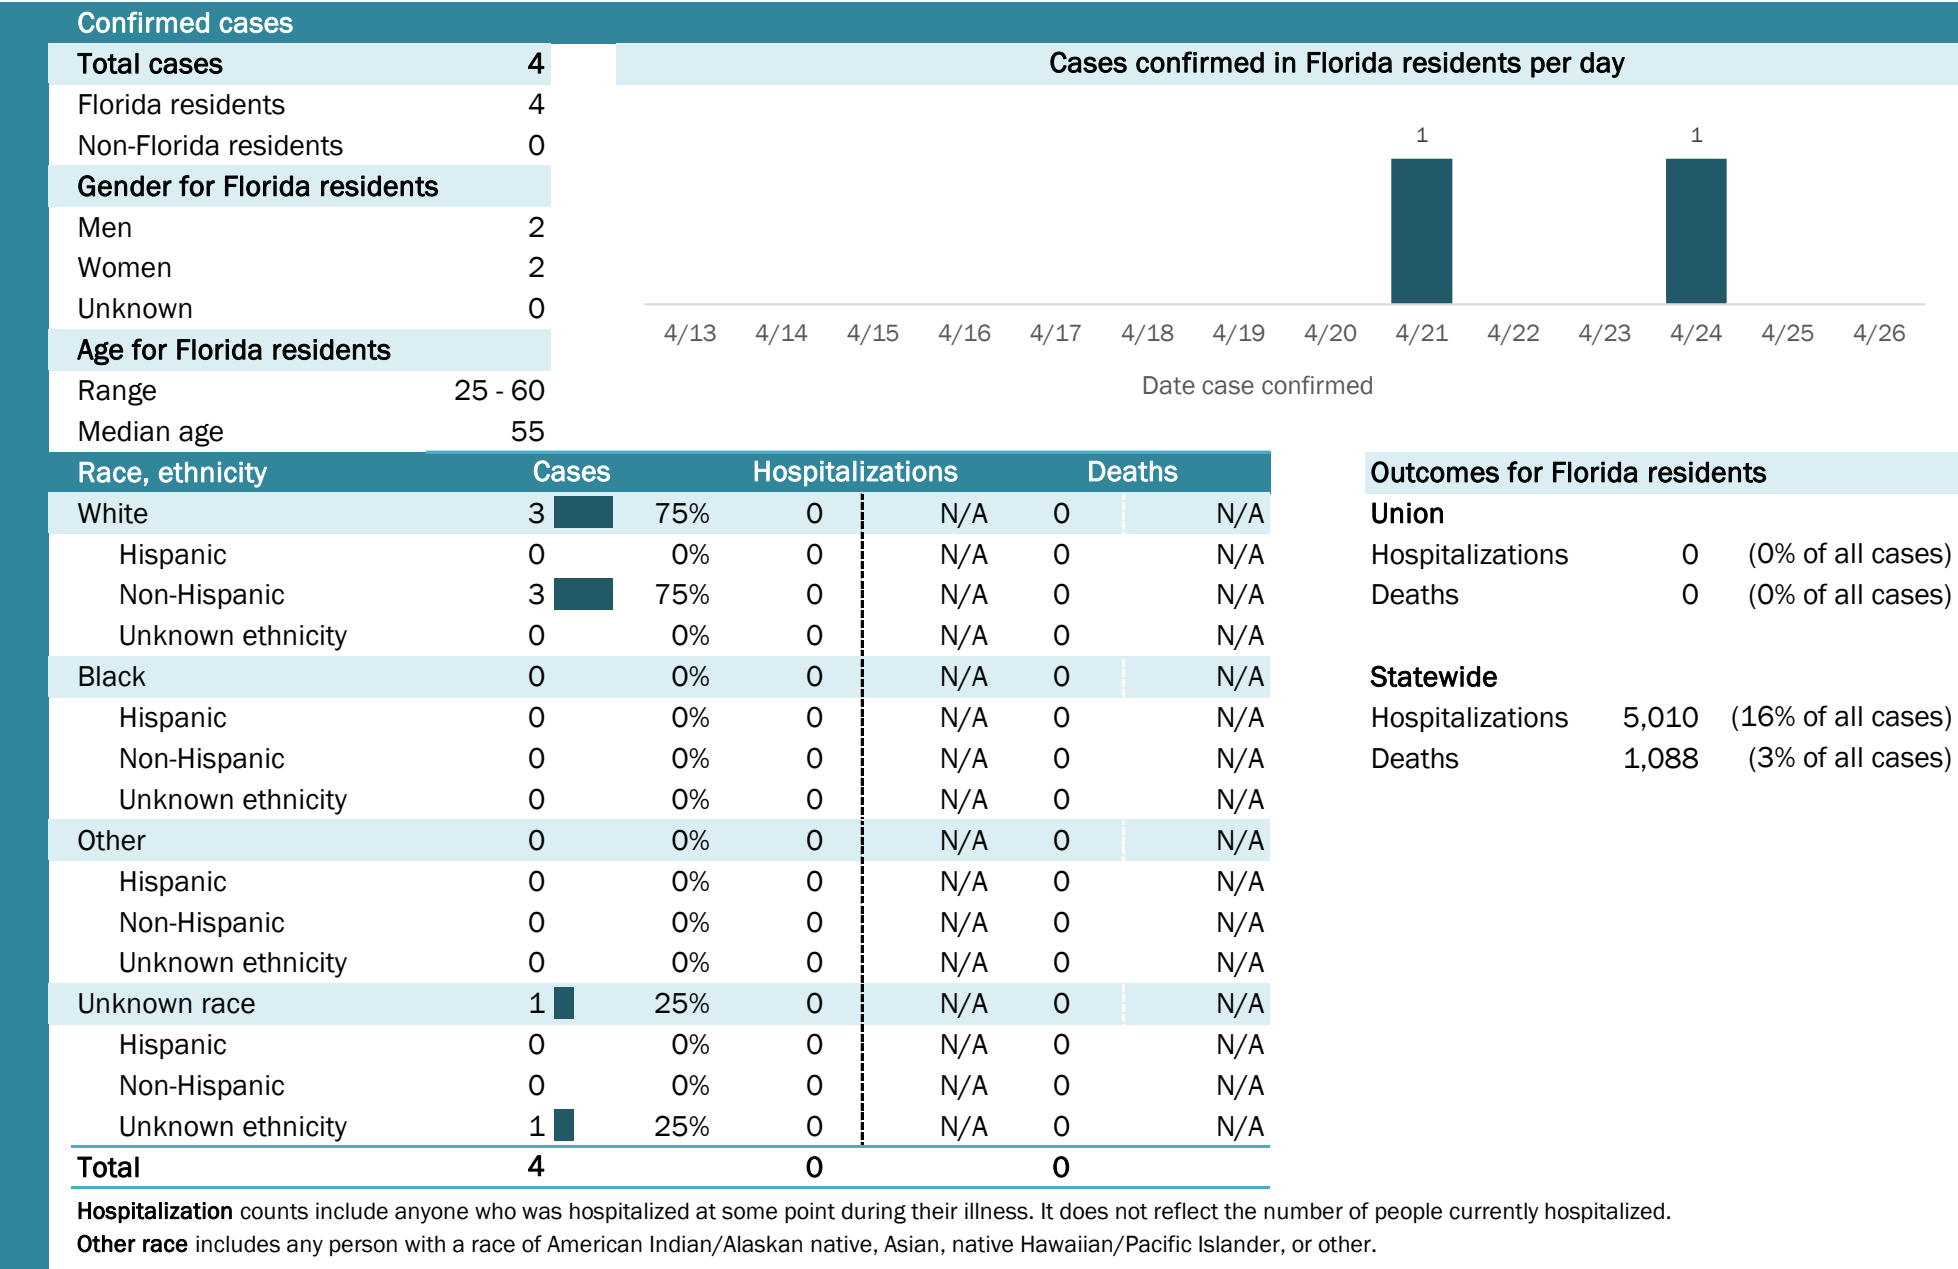 Confirmed cases
Total cases 4
Florida residents 4
Non-Florida residents 0
Gender for Florida residents
Men 2
Women 2
Unknown 0
Age for Florida residents
Range 25 - 60
Median age 55
Cases confirmed in Florida residents per day
1 1
4/13 4/14 4/15 4/16 4/17 4/18 4/19 4/20 4/21 4/22 4/23 4/24 4/25 4/26
Date case confirmed
Race, ethnicity Cases Hospitalizations Deaths
White 3 75% 0 N/A 0 N/A
Hispanic 0 0% 0 N/A 0 N/A
Non-Hispanic 3 75% 0 N/A 0 N/A
Unknown ethnicity 0 0% 0 N/A 0 N/A
Black 0 0% 0 N/A 0 N/A
Hispanic 0 0% 0 N/A 0 N/A
Non-Hispanic 0 0% 0 N/A 0 N/A
Unknown ethnicity 0 0% 0 N/A 0 N/A
Other 0 0% 0 N/A 0 N/A
Hispanic 0 0% 0 N/A 0 N/A
Non-Hispanic 0 0% 0 N/A 0 N/A
Unknown ethnicity 0 0% 0 N/A 0 N/A
Unknown race 1 25% 0 N/A 0 N/A
Hispanic 0 0% 0 N/A 0 N/A
Non-Hispanic 0 0% 0 N/A 0 N/A
Unknown ethnicity 1 25% 0 N/A 0 N/A
Total 4 0 0
Outcomes for Florida residents
Union
Hospitalizations 0 (0% of all cases)
Deaths 0 (0% of all cases)
Statewide
Hospitalizations 5,010 (16% of all cases)
Deaths 1,088 (3% of all cases)
Hospitalization counts include anyone who was hospitalized at some point during their illness. It does not reflect the number of people currently hospitalized.
Other race includes any person with a race of American Indian/Alaskan native, Asian, native Hawaiian/Pacific Islander, or other.